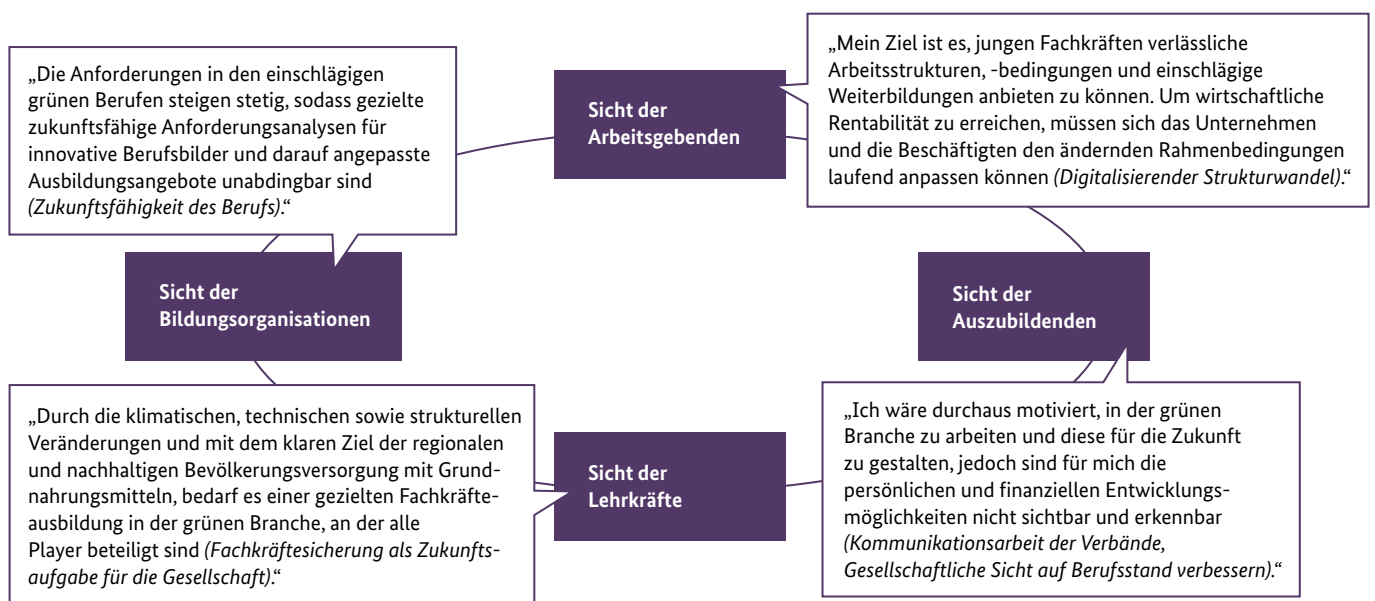 „Die Anforderungen in den einschlägigen
grünen Berufen steigen stetig, sodass gezielte
zukunftsfähige Anforderungsanalysen für
innovative Berufsbilder und darauf angepasste
Ausbildungsangebote unabdingbar sind
(Zukunftsfähigkeit des Berufs).“
Sicht der
Arbeitsgebenden
„Mein Ziel ist es, jungen Fachkräften verlässliche
Arbeitsstrukturen, -bedingungen und einschlägige
Weiterbildungen anbieten zu können. Um wirtschaftliche
Rentabilität zu erreichen, müssen sich das Unternehmen
und die Beschäftigten den ändernden Rahmenbedingungen
laufend anpassen können (Digitalisierender Strukturwandel).“
Sicht der
Bildungsorganisationen
Sicht der
Auszubildenden
„Durch die klimatischen, technischen sowie strukturellen
Veränderungen und mit dem klaren Ziel der regionalen
und nachhaltigen Bevölkerungsversorgung mit Grund-
nahrungsmitteln, bedarf es einer gezielten Fachkräfte-
ausbildung in der grünen Branche, an der alle
Player beteiligt sind (Fachkräftesicherung als Zukunfts-
aufgabe für die Gesellschaft).“
Sicht der
Lehrkräfte
„Ich wäre durchaus motiviert, in der grünen
Branche zu arbeiten und diese für die Zukunft
zu gestalten, jedoch sind für mich die
persönlichen und finanziellen Entwicklungs-
möglichkeiten nicht sichtbar und erkennbar
(Kommunikationsarbeit der Verbände,
Gesellschaftliche Sicht auf Berufsstand verbessern).“